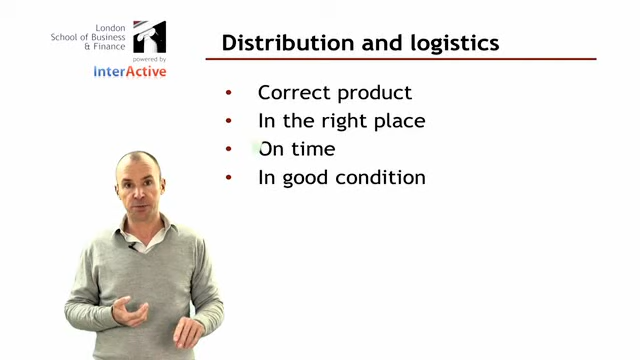 London
School of Business
& Finance
powered by
InterActive
Distribution and logistics
• Correct product
• In the right place
• On time
• In good condition